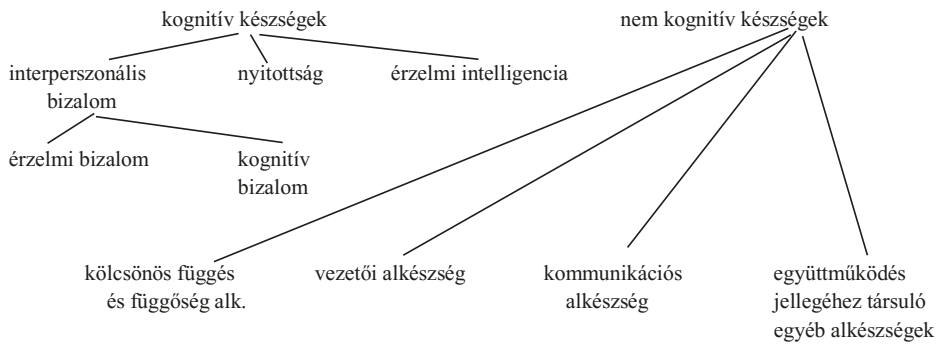 kognitív készségek
nem kognitív készségek
interperszonális
bizalom
nyitottság
érzelmi intelligencia
érzelmi bizalom
kognitív
bizalom
kölcsönös függés
és függőség alk.
vezetői alkészség
kommunikációs
alkészség
együttműködés
jellegéhez társuló
egyéb alkészségek